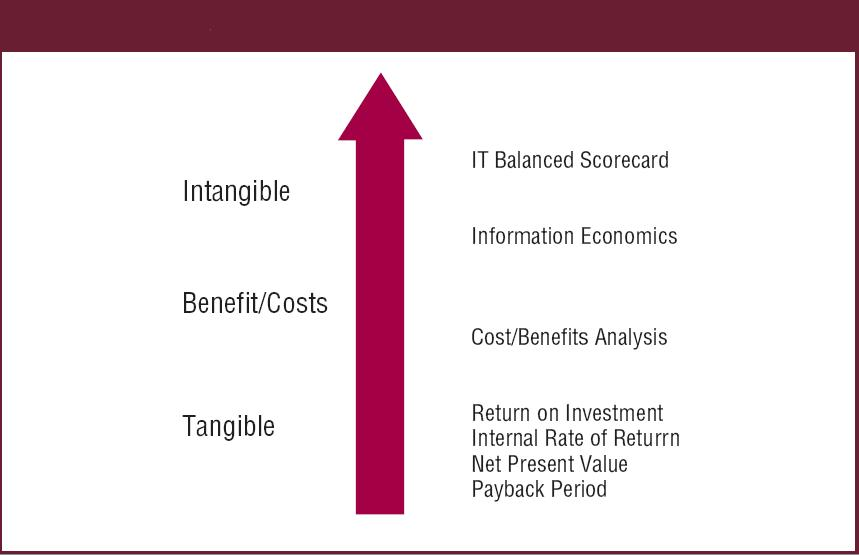 Intangible
Benefit/Costs
Tangible
IT Balanced Scorecard
Information Economics
Cost/Benefits Analysis
Return on Investment
Internal Rate of Returrn
Net Present Value
Payback Period